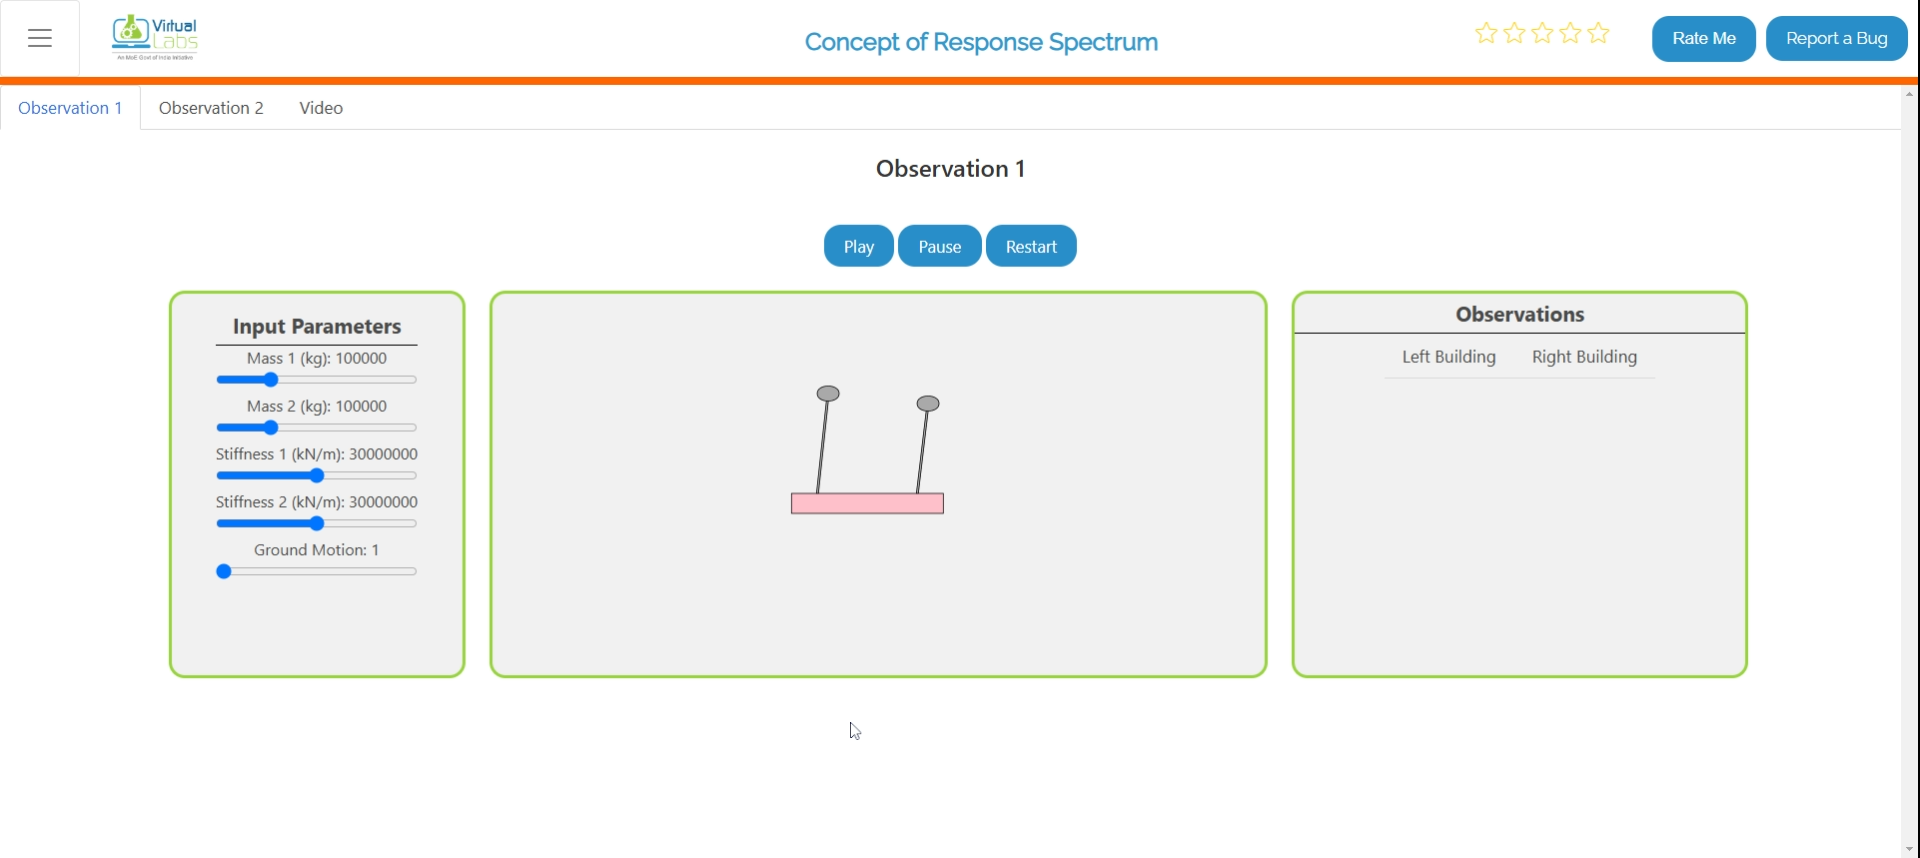 Virtual
Labs
An MoE Govt of India Initiative
Concept of Response Spectrum
Rate Me
Report a Bug
Observation 1
Observation 2
Video
Observation 1
Play
Pause
Restart
Input Parameters
Mass 1 (kg): 100000
Mass 2 (kg): 100000
Stiffness 1 (kN/m): 30000000
Stiffness 2 (kN/m): 30000000
Ground Motion: 1
Observations
Left Building
Right Building